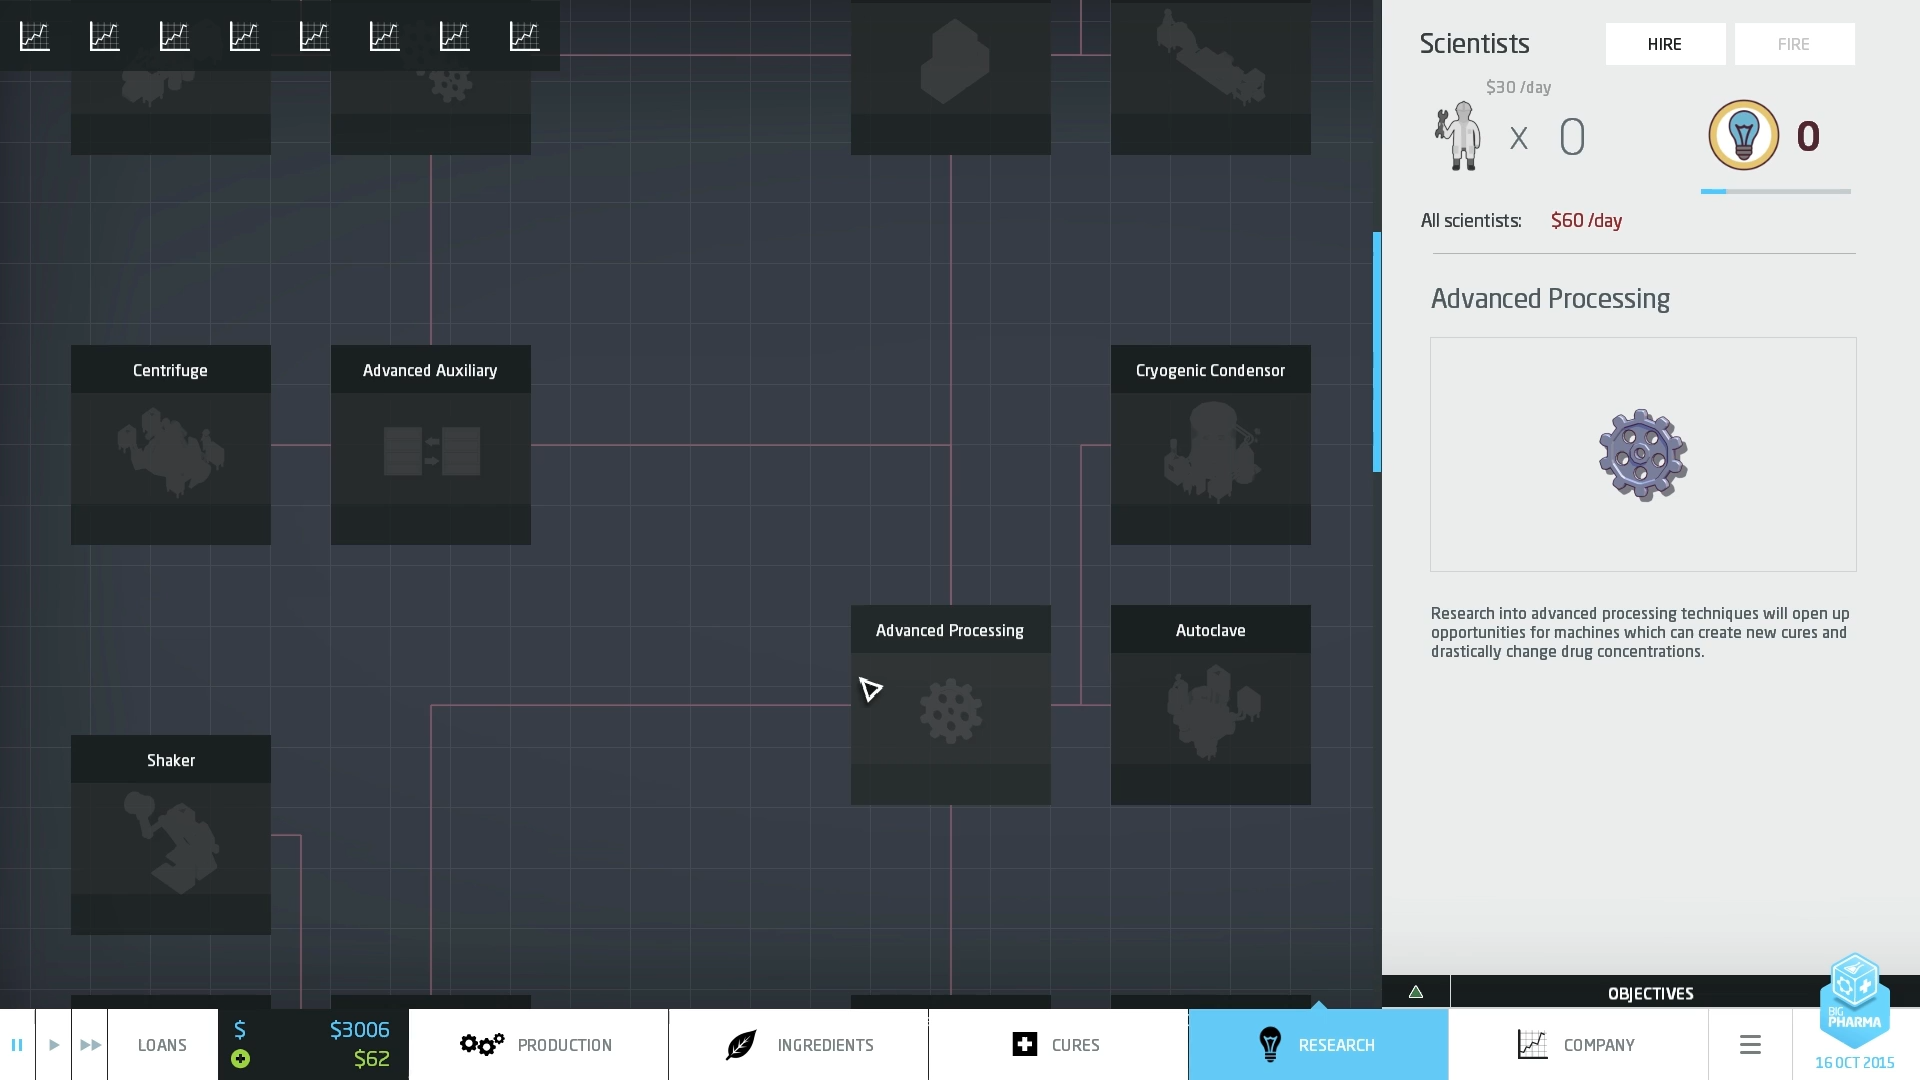 Scientists
HIRE
FIRE
$30 /day
X 0
0
All scientists: $60 /day
Advanced Processing
Centrifuge
Advanced Auxiliary
Cryogenic Condensor
Advanced Processing
Autoclave
Research into advanced processing techniques will open up
opportunities for machines which can create new cures and
drastically change drug concentrations.
Shaker
OBJECTIVES
BIG
PHARMA
LOANS
$ $3006
$62
PRODUCTION
INGREDIENTS
CURES
RESEARCH
COMPANY
16 OCT 2015